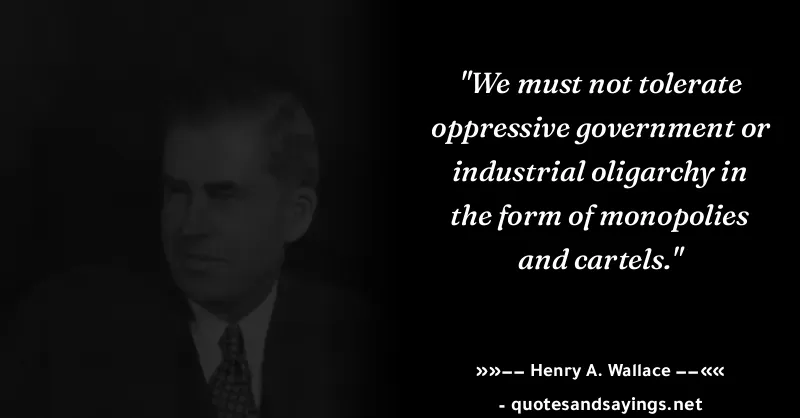 "We must not tolerate
oppressive government or
industrial oligarchy in
the form of monopolies
and cartels."
»»−− Henry A. Wallace −−««
- quotesandsayings.net